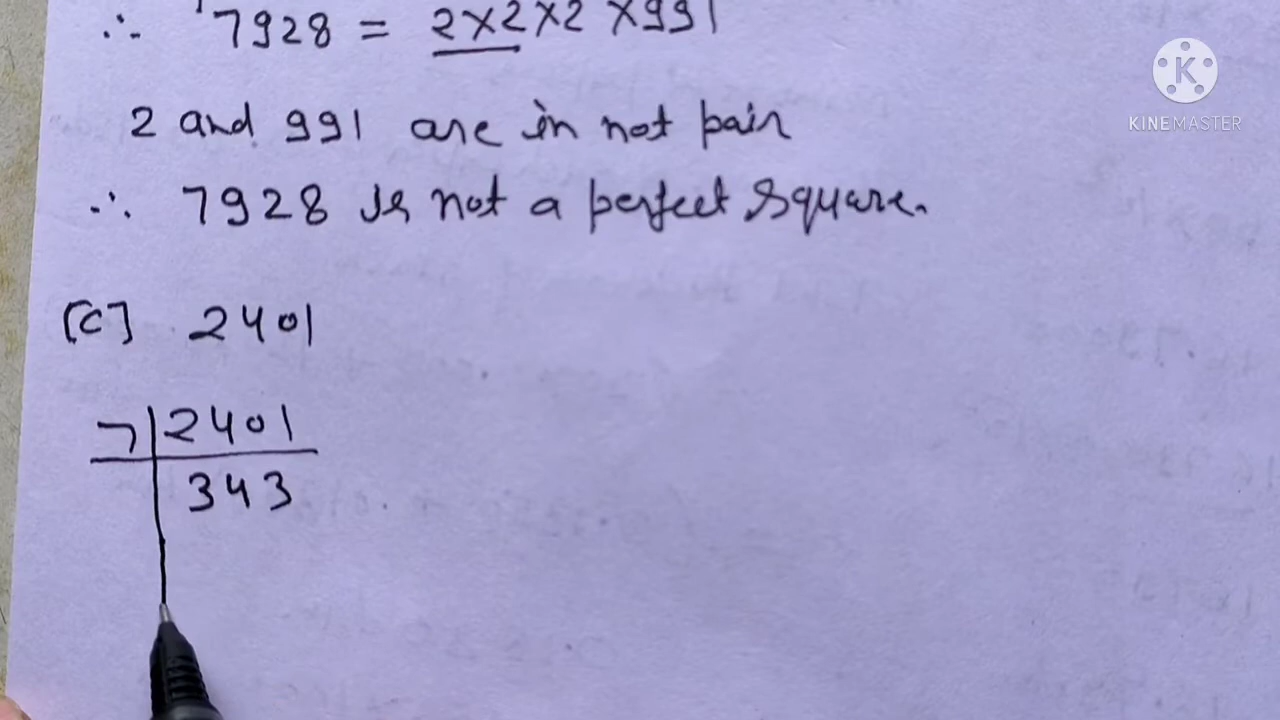 ∴ 7928 = 2×2×2×991
2 and 991 are in not pair
∴ 7928 is not a perfect square.
[C] 2401
7 | 2401
343
K
KINEMASTER